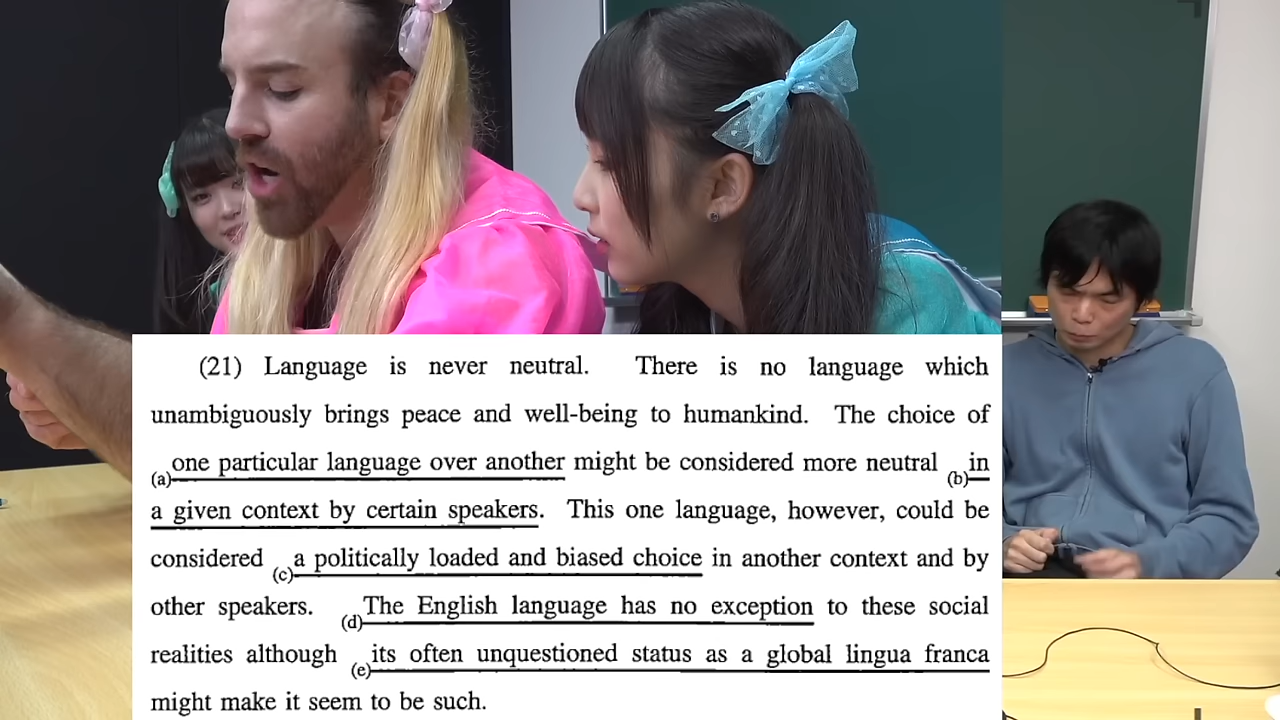 (21) Language is never neutral. There is no language which
unambiguously brings peace and well-being to humankind. The choice of
(a)one particular language over another might be considered more neutral (b)in
a given context by certain speakers. This one language, however, could be
considered (c)a politically loaded and biased choice in another context and by
other speakers. (d)The English language has no exception to these social
realities although (e)its often unquestioned status as a global lingua franca
might make it seem to be such.